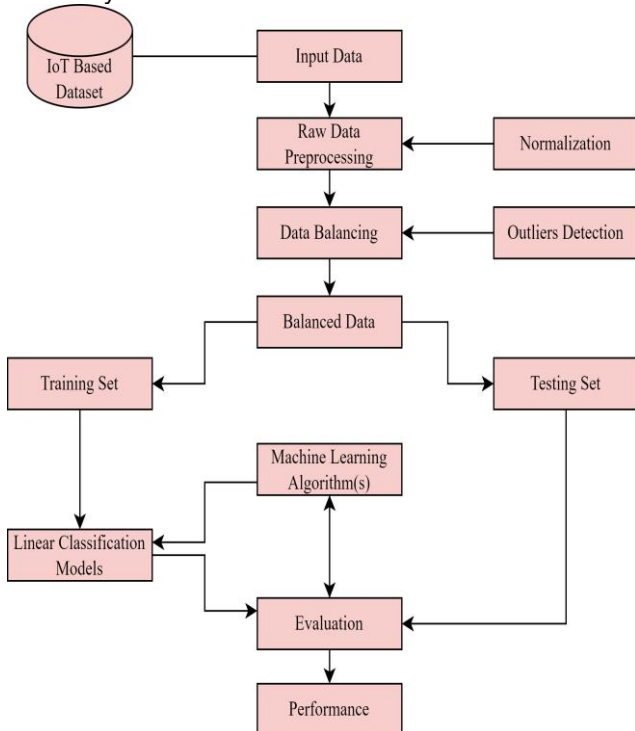 IoT Based
Dataset
Input Data
Raw Data
Preprocessing
Normalization
Data Balancing
Outliers Detection
Balanced Data
Training Set
Testing Set
Machine Learning
Algorithm(s)
Linear Classification
Models
Evaluation
Performance